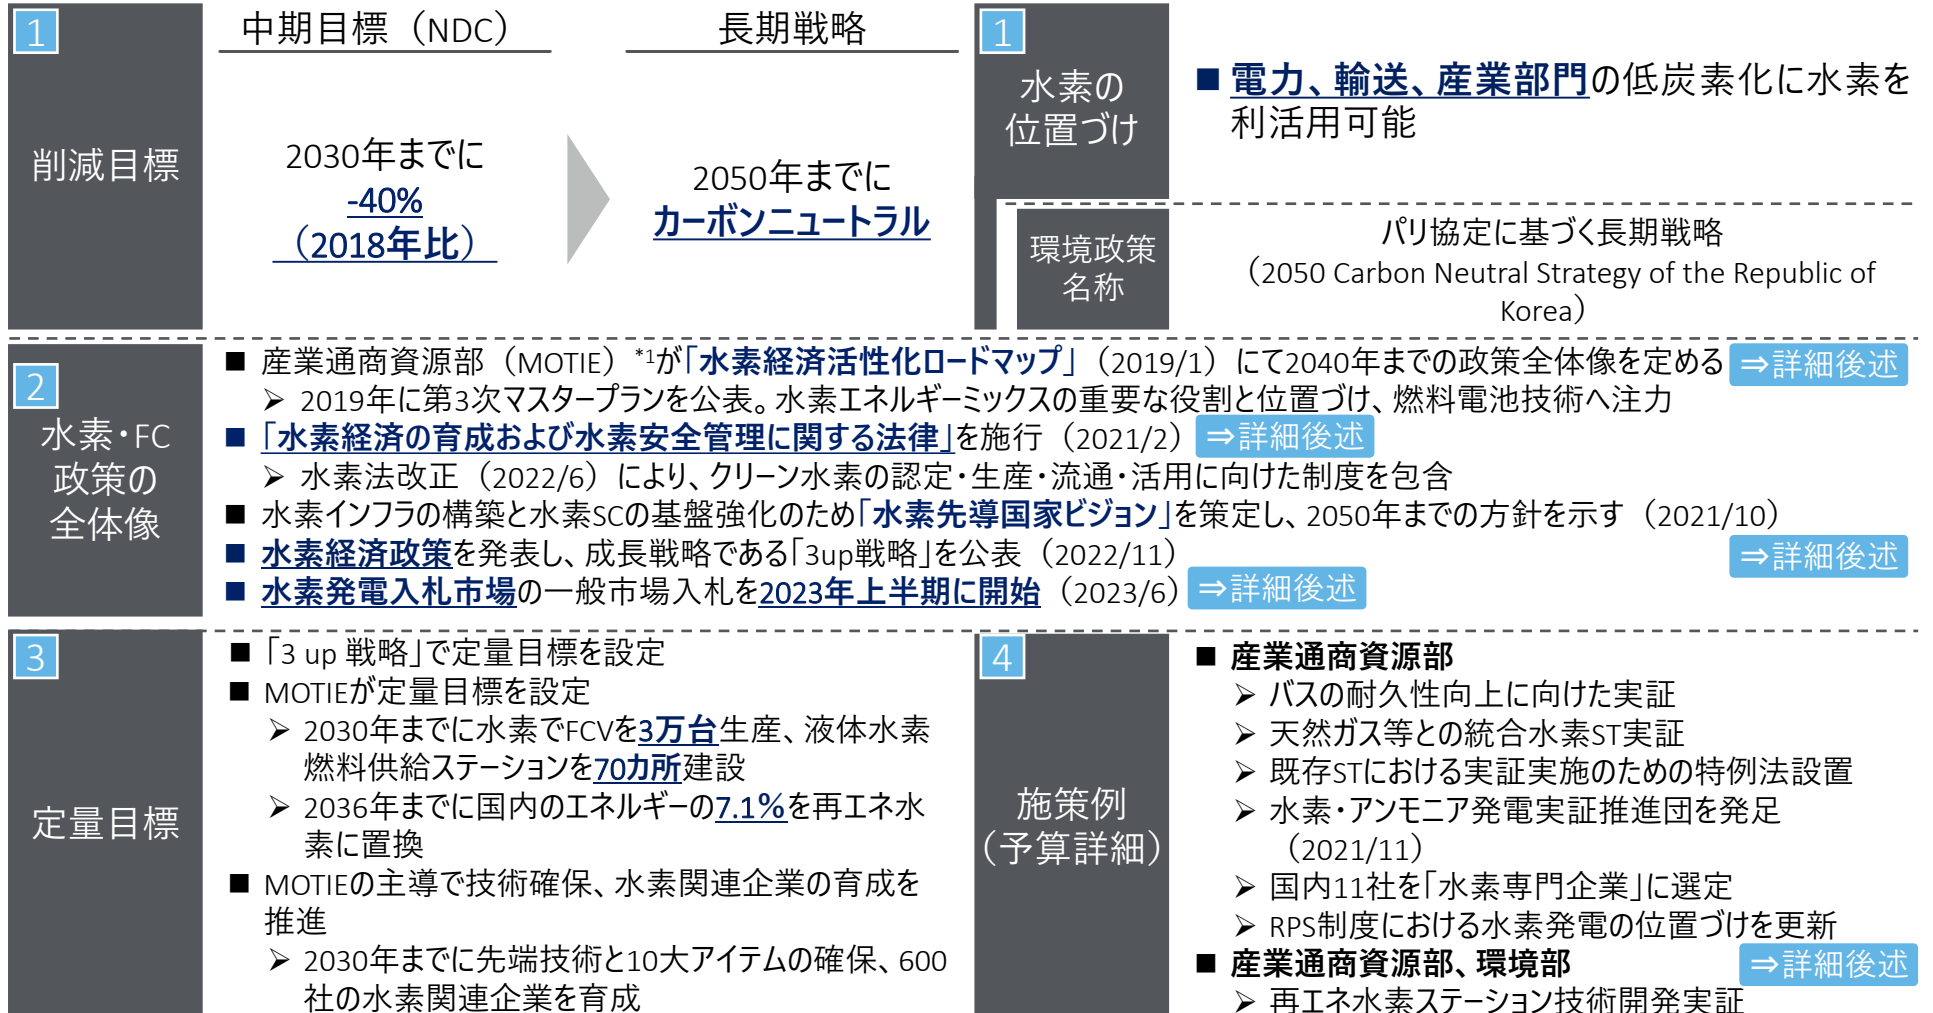 1
削減目標
中期目標（NDC）
2030年までに
-40%
（2018年比）
長期戦略
2050年までに
カーボンニュートラル
1
水素の
位置づけ
■ 電力、輸送、産業部門の低炭素化に水素を
利活用可能
環境政策
名称
パリ協定に基づく長期戦略
（2050 Carbon Neutral Strategy of the Republic of
Korea）
2
水素・FC
政策の
全体像
■ 産業通商資源部（MOTIE）*1が「水素経済活性化ロードマップ」（2019/1）にて2040年までの政策全体像を定める ⇒詳細後述
➢ 2019年に第3次マスタープランを公表。水素エネルギーミックスの重要な役割と位置づけ、燃料電池技術へ注力
■ 「水素経済の育成および水素安全管理に関する法律」を施行（2021/2） ⇒詳細後述
➢ 水素法改正（2022/6）により、クリーン水素の認定・生産・流通・活用に向けた制度を包含
■ 水素インフラの構築と水素SCの基盤強化のため「水素先導国家ビジョン」を策定し、2050年までの方針を示す（2021/10）
■ 水素経済政策を発表し、成長戦略である「3up戦略」を公表（2022/11） ⇒詳細後述
■ 水素発電入札市場の一般市場入札を2023年上半期に開始（2023/6） ⇒詳細後述
3
定量目標
■ 「3 up 戦略」で定量目標を設定
■ MOTIEが定量目標を設定
➢ 2030年までに水素でFCVを3万台生産、液体水素
燃料供給ステーションを70カ所建設
➢ 2036年までに国内のエネルギーの7.1%を再エネ水
素に置換
■ MOTIEの主導で技術確保、水素関連企業の育成を
推進
➢ 2030年までに先端技術と10大アイテムの確保、600
社の水素関連企業を育成
4
施策例
（予算詳細）
■ 産業通商資源部
➢ バスの耐久性向上に向けた実証
➢ 天然ガス等との統合水素ST実証
➢ 既存STにおける実証実施のための特例法設置
➢ 水素・アンモニア発電実証推進団を発足
（2021/11）
➢ 国内11社を「水素専門企業」に選定
➢ RPS制度における水素発電の位置づけを更新
■ 産業通商資源部、環境部 ⇒詳細後述
➢ 再エネ水素ステーション技術開発実証